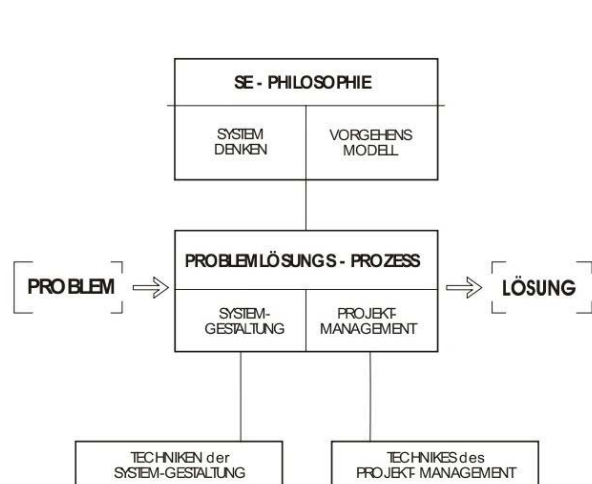 SE - PHILOSOPHIE
SYSTEM
DENKEN
VORGEHENS
MODELL
PROBLEMLÖSUNGS - PROZESS
PROBLEM
LÖSUNG
SYSTEM-
GESTALTUNG
PROJEKT-
MANAGEMENT
TECHNIKEN der
SYSTEM-GESTALTUNG
TECHNIKES des
PROJEKT- MANAGEMENT